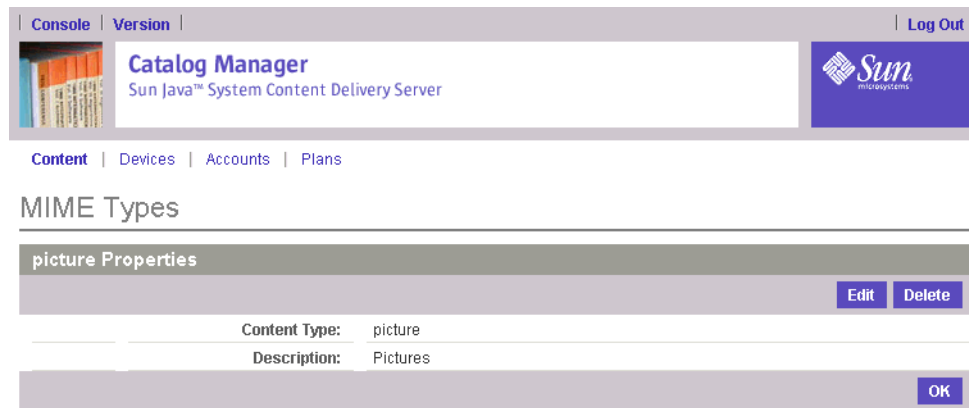 Console | Version |
| Log Out
Catalog Manager
Sun Java™ System Content Delivery Server
Sun
microsystems
Content | Devices | Accounts | Plans
MIME Types
picture Properties
Edit Delete
Content Type: picture
Description: Pictures
OK